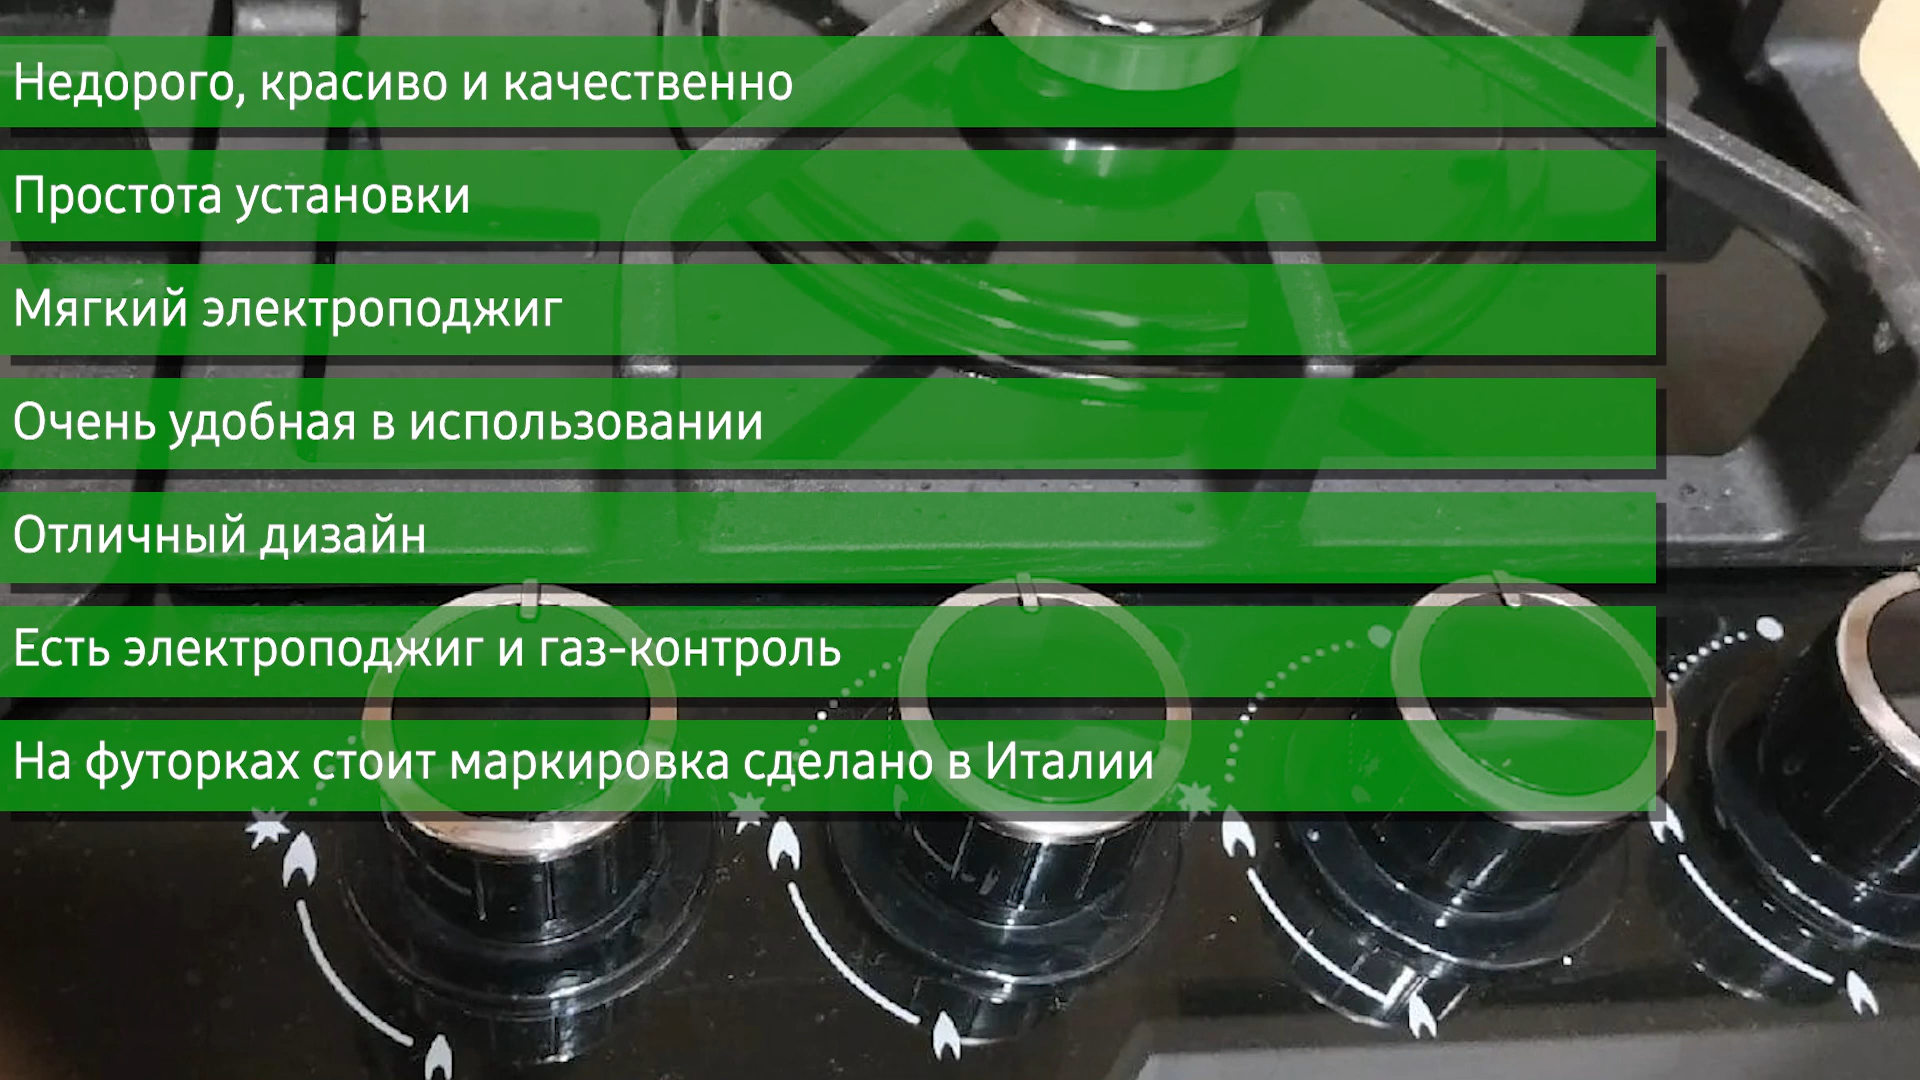 Недорого, красиво и качественно
Простота установки
Мягкий электроподжиг
Очень удобная в использовании
Отличный дизайн
Есть электроподжиг и газ-контроль
На футорках стоит маркировка сделано в Италии